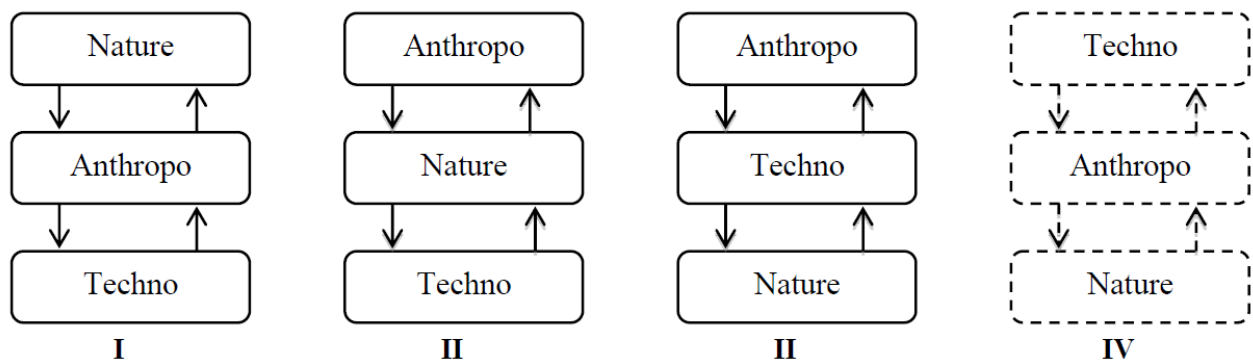 Nature Anthropo Anthropo Techno
Anthropo Nature Techno Anthropo
Techno Techno Nature Nature
I II II IV